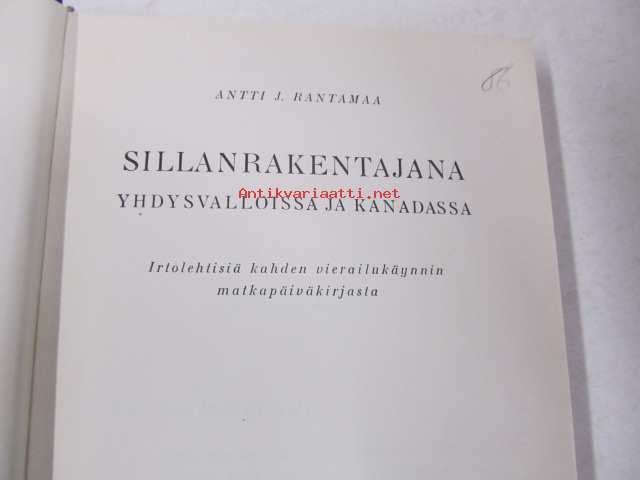 ANTTI J. RANTAMAA
SILLANRAKENTAJANA
Antikvariaatti.net
YHDYSVALLOISSA JA KANADASSA
Irtolehtisiä kahden vierailukäynnin
matkapäiväkirjasta